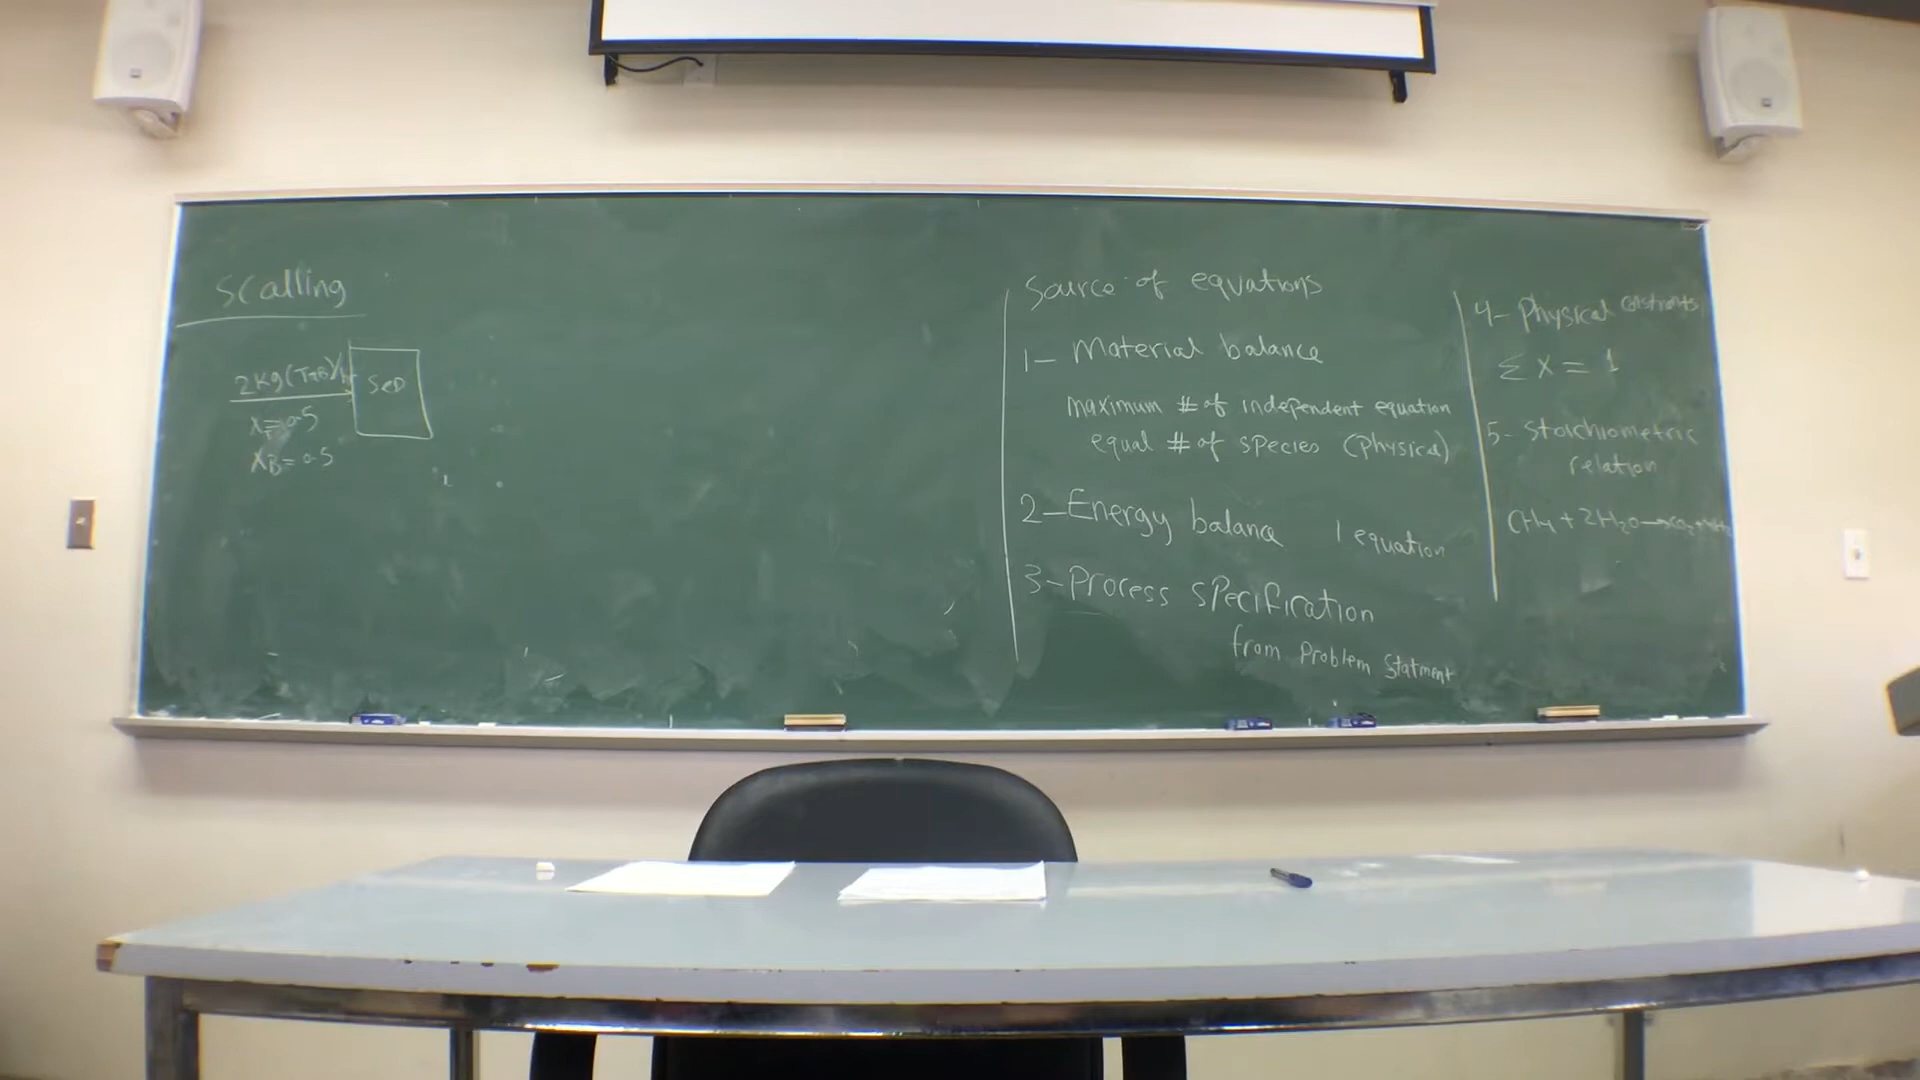 Scalling
2Kg(T+B)/hr
SeP
XT=0.5
XB=0.5
Source of equations
1- Material balance
maximum # of independent equation
equal # of species (Physical)
2- Energy balance 1 equation
3- Process specification
from Problem Statment
4- Physical constraints
Σ X = 1
5- Stoichiometric
relation
CH4 + 2H2O →